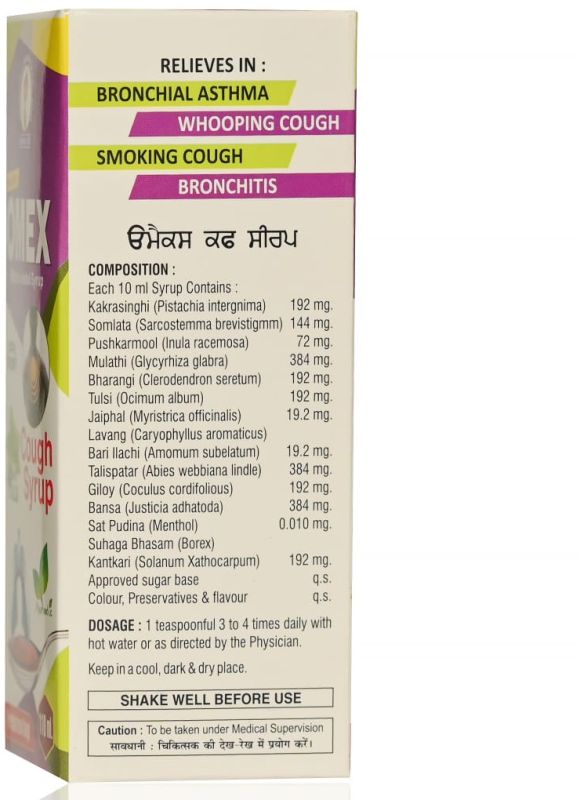 RELIEVES IN :
BRONCHIAL ASTHMA
WHOOPING COUGH
SMOKING COUGH
BRONCHITIS
ੳਮੈਕਸ ਕਫ ਸੀਰਪ
COMPOSITION :
Each 10 ml Syrup Contains :
Kakrasinghi (Pistachia intergnima) 192 mg.
Somlata (Sarcostemma brevistigmm) 144 mg.
Pushkarmool (Inula racemosa) 72 mg.
Mulathi (Glycyrhiza glabra) 384 mg.
Bharangi (Clerodendron seretum) 192 mg.
Tulsi (Ocimum album) 192 mg.
Jaiphal (Myristrica officinalis) 19.2 mg.
Lavang (Caryophyllus aromaticus)
Bari Ilachi (Amomum subelatum) 19.2 mg.
Talispatar (Abies webbiana lindle) 384 mg.
Giloy (Coculus cordifolious) 192 mg.
Bansa (Justicia adhatoda) 384 mg.
Sat Pudina (Menthol) 0.010 mg.
Suhaga Bhasam (Borex)
Kantkari (Solanum Xathocarpum) 192 mg.
Approved sugar base q.s.
Colour, Preservatives & flavour q.s.
DOSAGE : 1 teaspoonful 3 to 4 times daily with
hot water or as directed by the Physician.
Keep in a cool, dark & dry place.
SHAKE WELL BEFORE USE
Caution : To be taken under Medical Supervision
सावधानी : चिकित्सक की देख-रेख में प्रयोग करें।
OMEX
Syrup
Cough
Syrup
110 ml